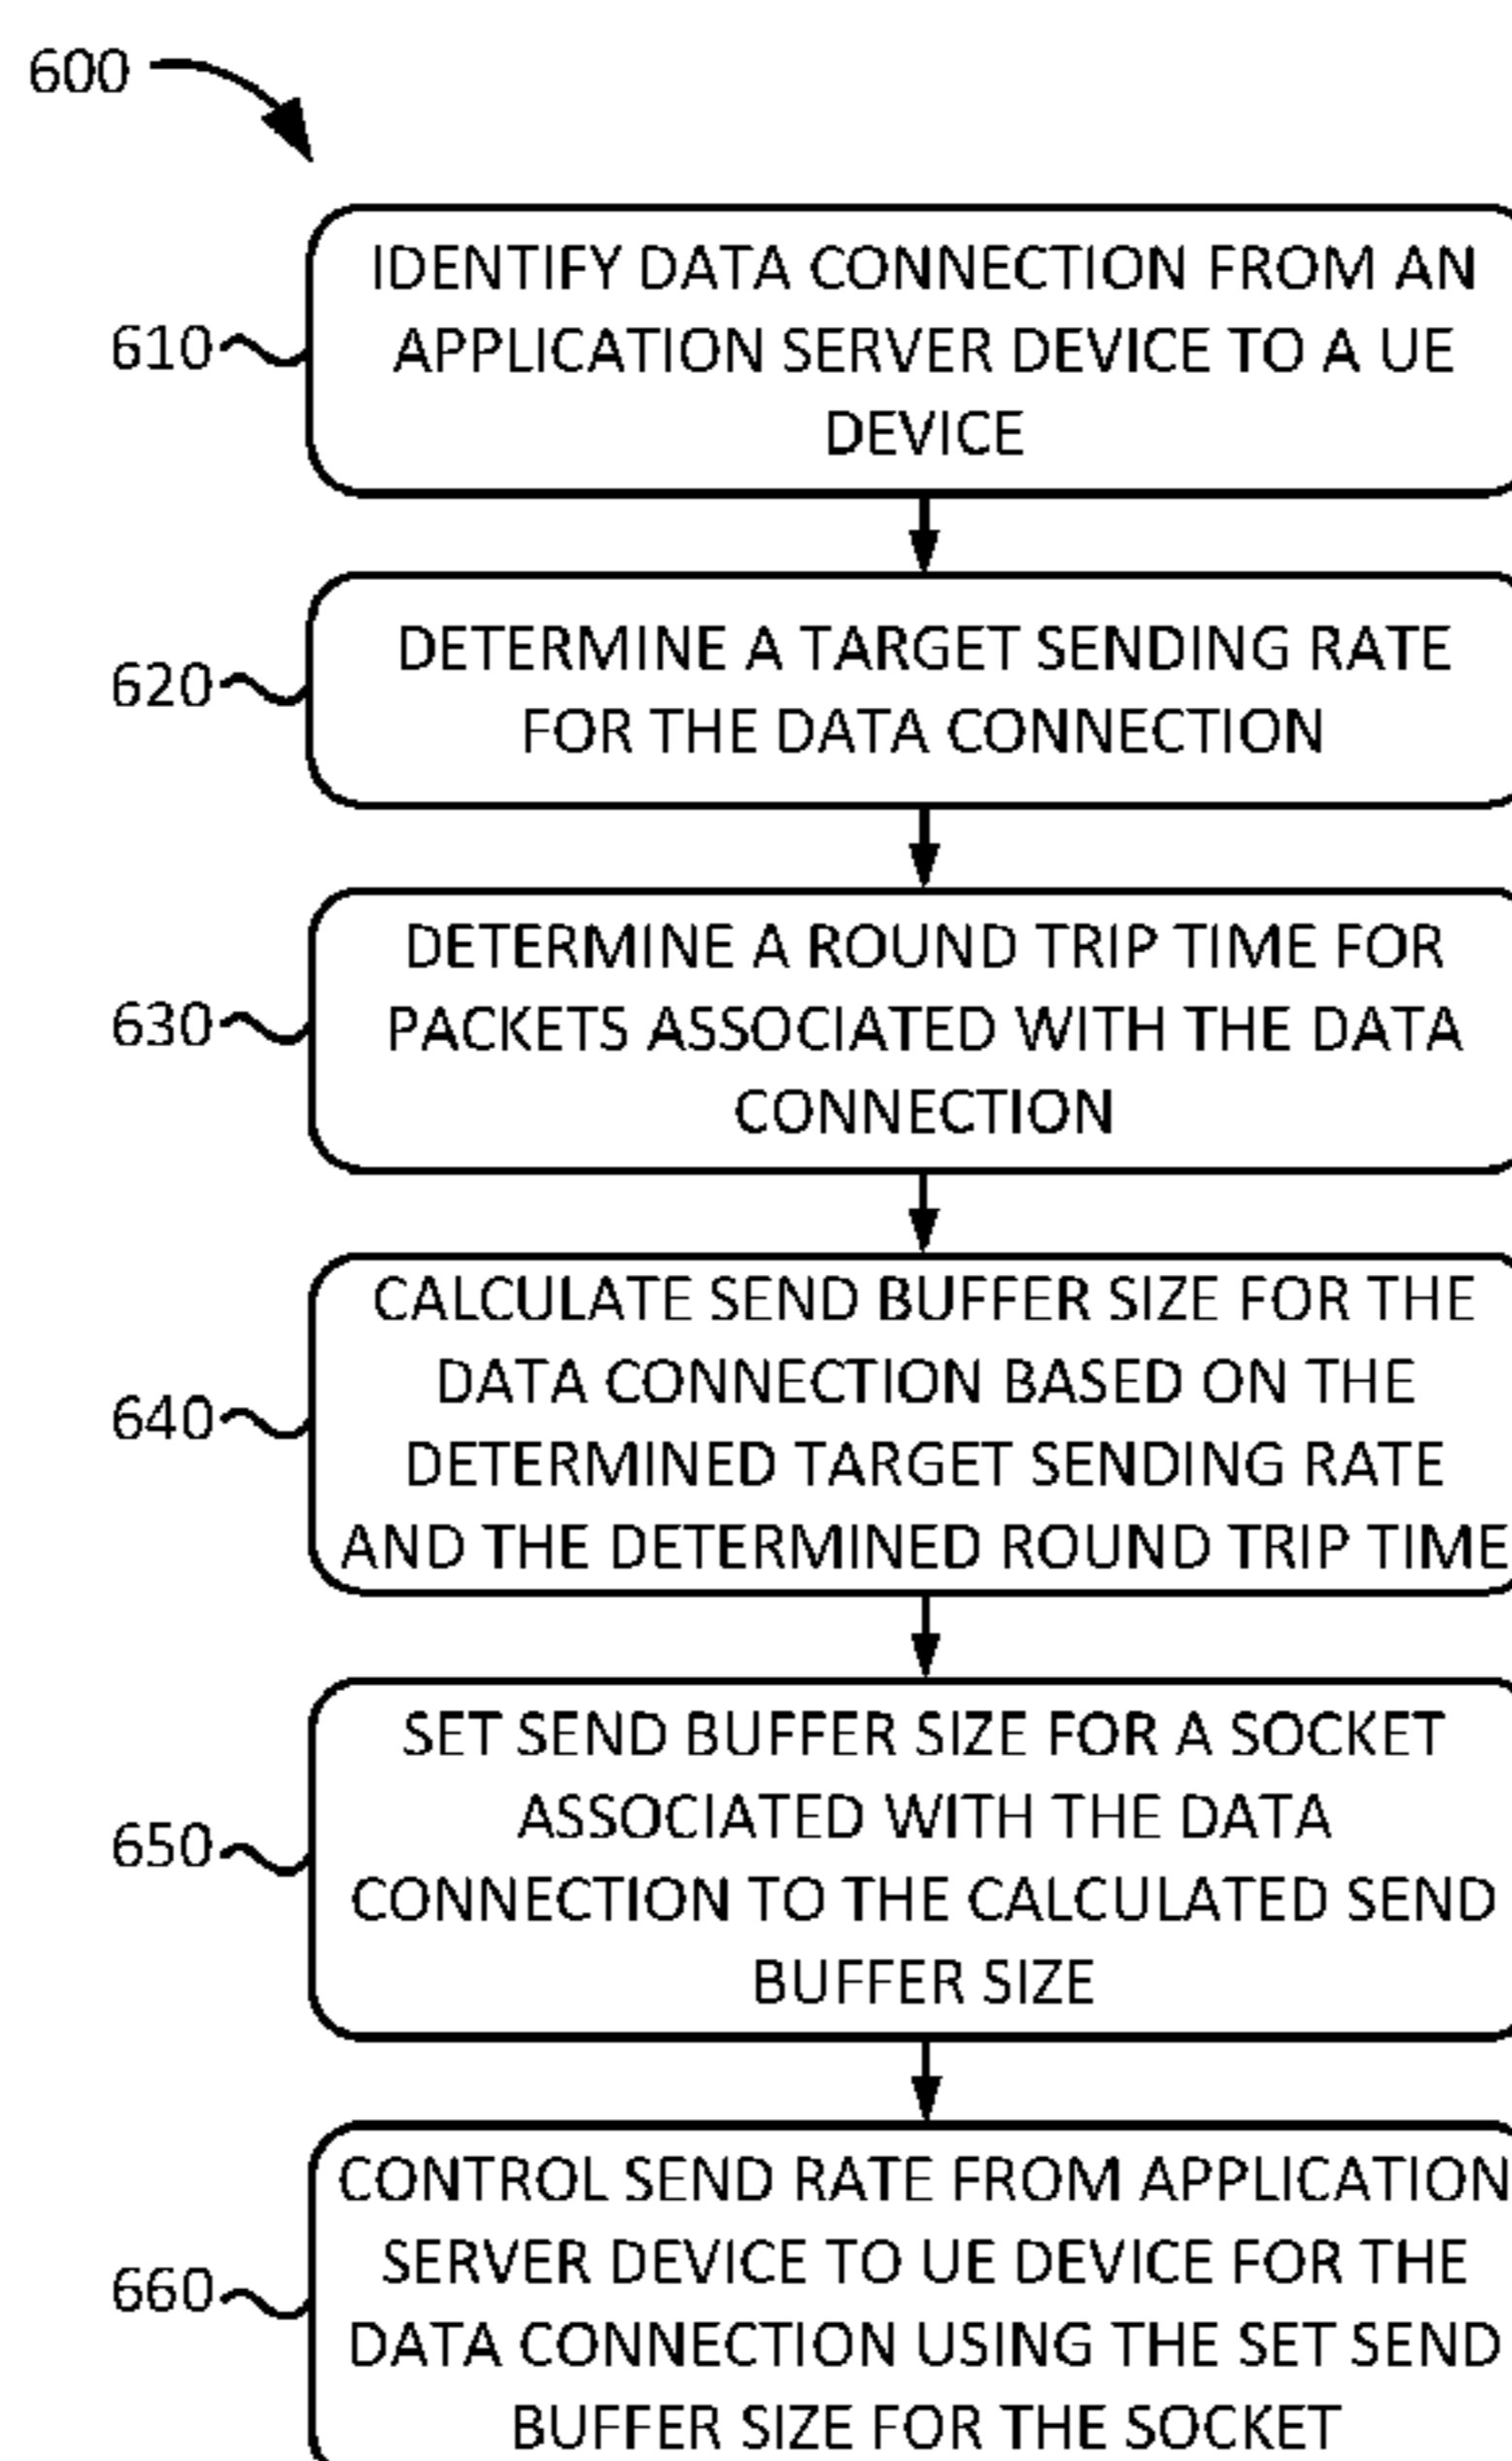 600
610
IDENTIFY DATA CONNECTION FROM AN
APPLICATION SERVER DEVICE TO A UE
DEVICE
620
DETERMINE A TARGET SENDING RATE
FOR THE DATA CONNECTION
630
DETERMINE A ROUND TRIP TIME FOR
PACKETS ASSOCIATED WITH THE DATA
CONNECTION
640
CALCULATE SEND BUFFER SIZE FOR THE
DATA CONNECTION BASED ON THE
DETERMINED TARGET SENDING RATE
AND THE DETERMINED ROUND TRIP TIME
650
SET SEND BUFFER SIZE FOR A SOCKET
ASSOCIATED WITH THE DATA
CONNECTION TO THE CALCULATED SEND
BUFFER SIZE
660
CONTROL SEND RATE FROM APPLICATION
SERVER DEVICE TO UE DEVICE FOR THE
DATA CONNECTION USING THE SET SEND
BUFFER SIZE FOR THE SOCKET